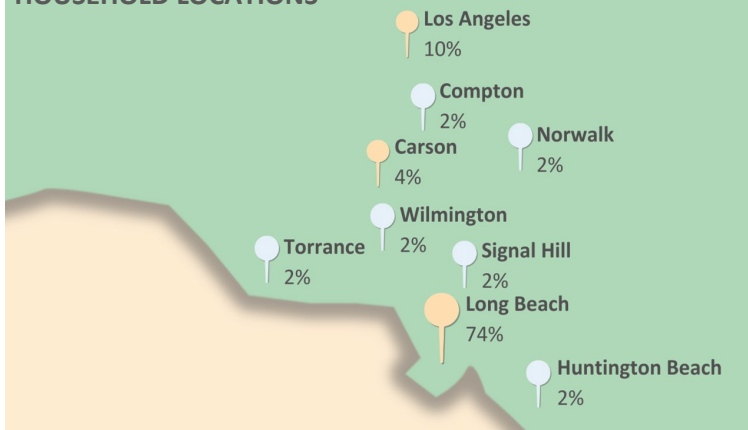 HOUSEHOLD LOCATIONS
Los Angeles
10%
Compton
2%
Norwalk
2%
Carson
4%
Wilmington
2%
Torrance
2%
Signal Hill
2%
Long Beach
74%
Huntington Beach
2%